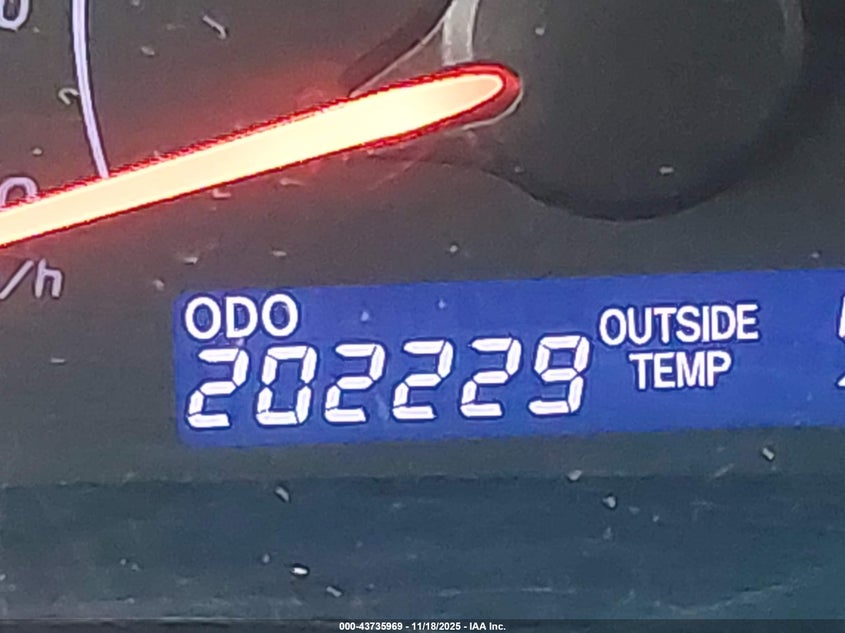 /h
ODO
202229
OUTSIDE
TEMP
000-43735969 - 11/18/2025 - IAA Inc.